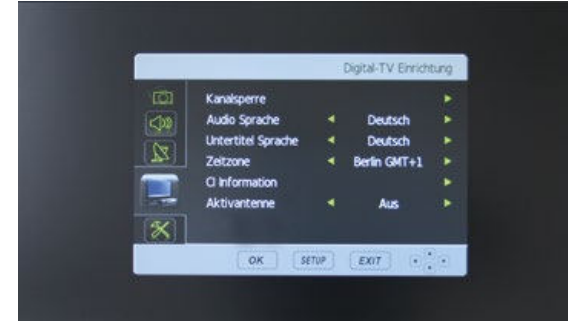 Digital-TV Einrichtung
Kanalsperre
Audio Sprache Deutsch
Untertitel Sprache Deutsch
Zeitzone Berlin GMT+1
CI Information
Aktivantenne Aus
OK SETUP EXIT